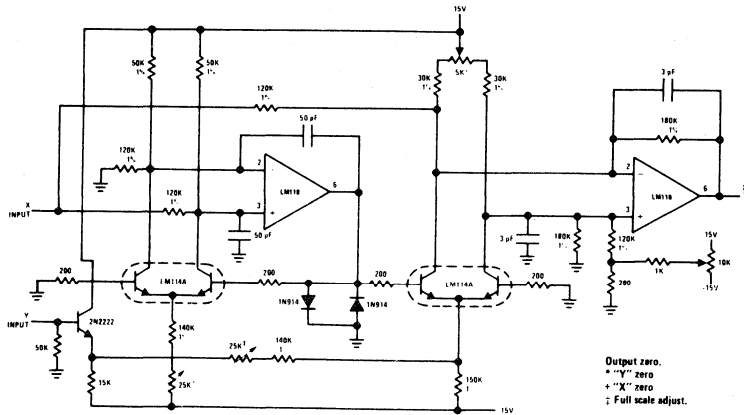 15V
15V
50K
1%
50K
1%
120K
1%
30K
1%
5K*
30K
1%
3 pF
180K
1%
50 pF
120K
1%
120K
1%
2
-
3
+
6
LM118
50 pF
2
-
3
+
6
LM118
X
INPUT
3 pF
180K
1%
120K
1%
15V
10K
1K
200
-15V
200
LM114A
200
200
LM114A
200
1N914
1N914
Y
INPUT
2N2222
50K
140K
25K
25K
140K
15K
150K
15V
Output zero.
* "Y" zero
+ "X" zero
‡ Full scale adjust.